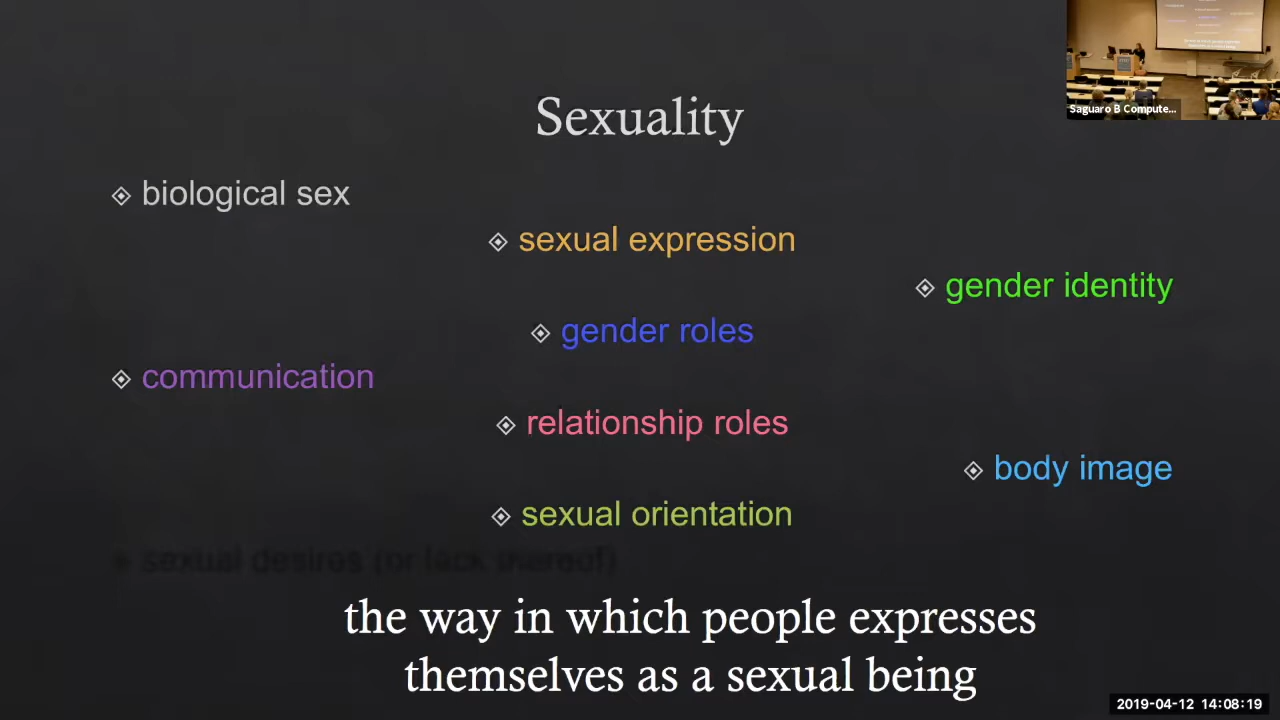 Saguaro B Compute...
Sexuality
biological sex
sexual expression
gender identity
gender roles
communication
relationship roles
body image
sexual orientation
sexual desires (or lack thereof)
the way in which people expresses
themselves as a sexual being
2019-04-12 14:08:19